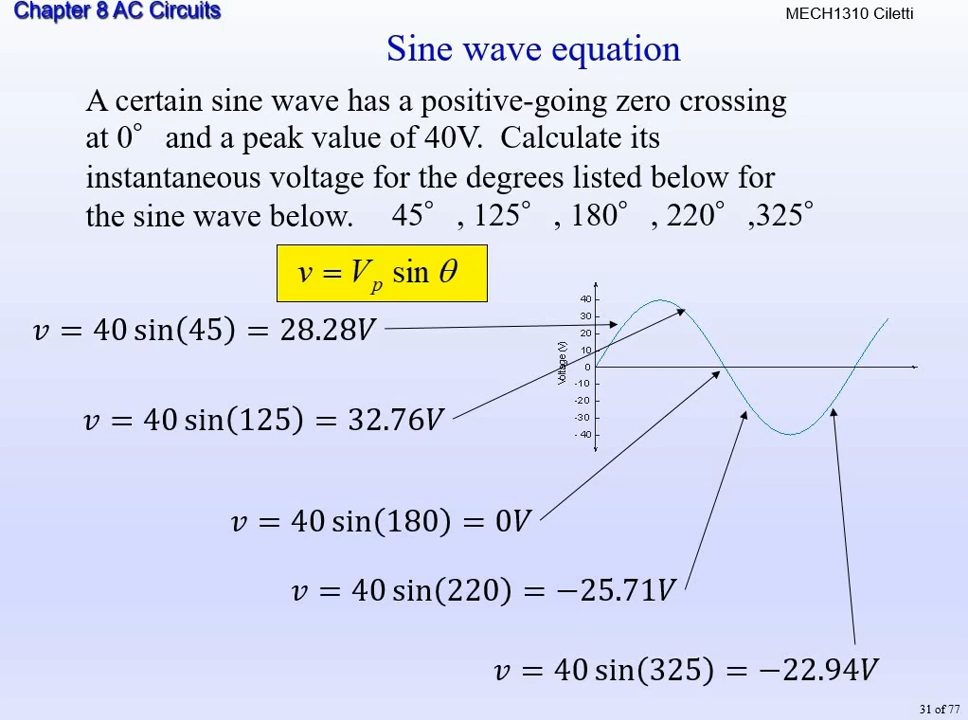 Chapter 8 AC Circuits
MECH1310 Ciletti
Sine wave equation
A certain sine wave has a positive-going zero crossing
at 0° and a peak value of 40V. Calculate its
instantaneous voltage for the degrees listed below for
the sine wave below. 45° , 125° , 180° , 220° ,325°
v = Vp sin θ
v = 40 sin(45) = 28.28V
v = 40 sin(125) = 32.76V
v = 40 sin(180) = 0V
v = 40 sin(220) = −25.71V
v = 40 sin(325) = −22.94V
Voltage (V)
40
30
20
10
0
-10
-20
-30
- 40
31 of 77